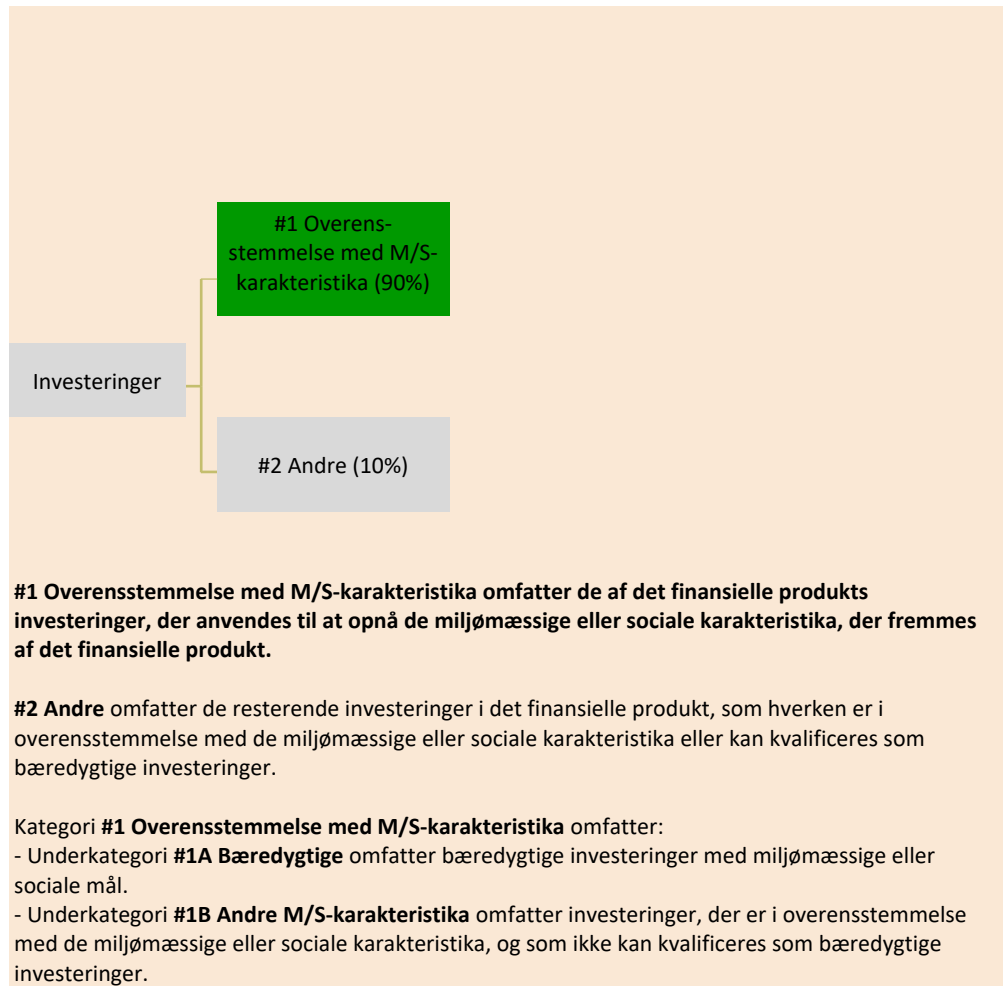 #1 Overens-
stemmelse med M/S-
karakteristika (90%)
Investeringer
#2 Andre (10%)
#1 Overensstemmelse med M/S-karakteristika omfatter de af det finansielle produkts
investeringer, der anvendes til at opnå de miljømæssige eller sociale karakteristika, der fremmes
af det finansielle produkt.
#2 Andre omfatter de resterende investeringer i det finansielle produkt, som hverken er i
overensstemmelse med de miljømæssige eller sociale karakteristika eller kan kvalificeres som
bæredygtige investeringer.
Kategori #1 Overensstemmelse med M/S-karakteristika omfatter:
- Underkategori #1A Bæredygtige omfatter bæredygtige investeringer med miljømæssige eller
sociale mål.
- Underkategori #1B Andre M/S-karakteristika omfatter investeringer, der er i overensstemmelse
med de miljømæssige eller sociale karakteristika, og som ikke kan kvalificeres som bæredygtige
investeringer.